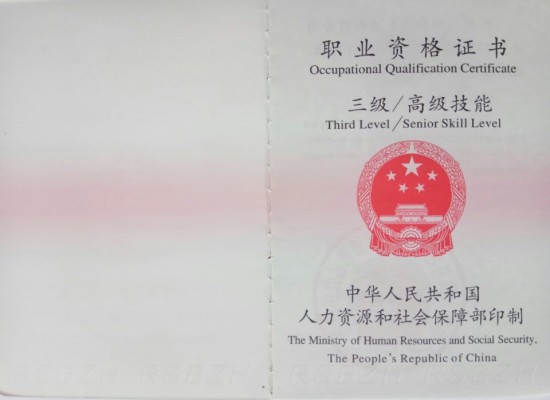 职业资格证书
Occupational Qualification Certificate
三级/高级技能
Third Level/Senior Skill Level
中华人民共和国
人力资源和社会保障部印制
The Ministry of Human Resources and Social Security,
The People's Republic of China